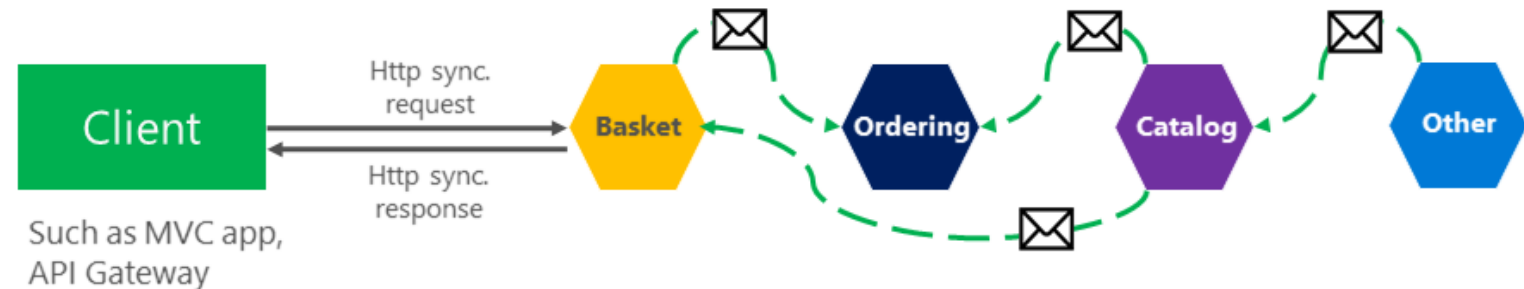 Client
Http sync.
request
Http sync.
response
Such as MVC app,
API Gateway
Basket
Ordering
Catalog
Other